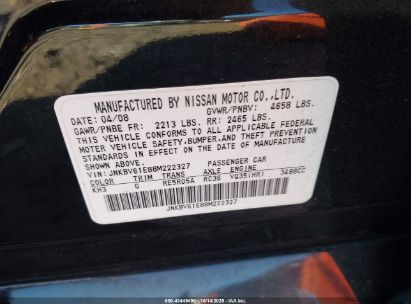 MANUFACTURED BY NISSAN MOTOR CO.,LTD.
DATE: 04/08 GVWR/PNBV: 4658 LBS.
GAWR/PNBE FR: 2213 LBS. RR: 2465 LBS.
THIS VEHICLE CONFORMS TO ALL APPLICABLE FEDERAL
MOTOR VEHICLE SAFETY,BUMPER,AND THEFT PREVENTION
STANDARDS IN EFFECT ON THE DATE OF MANUFACTURE
SHOWN ABOVE.
VIN: JNKBV61E88M222327 PASSENGER CAR
COLOR TRIM TRANS AXLE ENGINE
KH3 G RE5R05A RC36 VQ35(HR) 3498CC
JNKBV61E88M222327